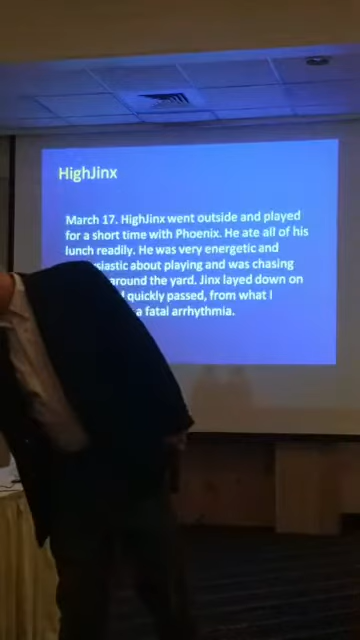 HighJinx
March 17. HighJinx went outside and played
for a short time with Phoenix. He ate all of his
lunch readily. He was very energetic and
about playing and was chasing
around the yard. Jinx layed down on
quickly passed, from what I
a fatal arrhythmia.